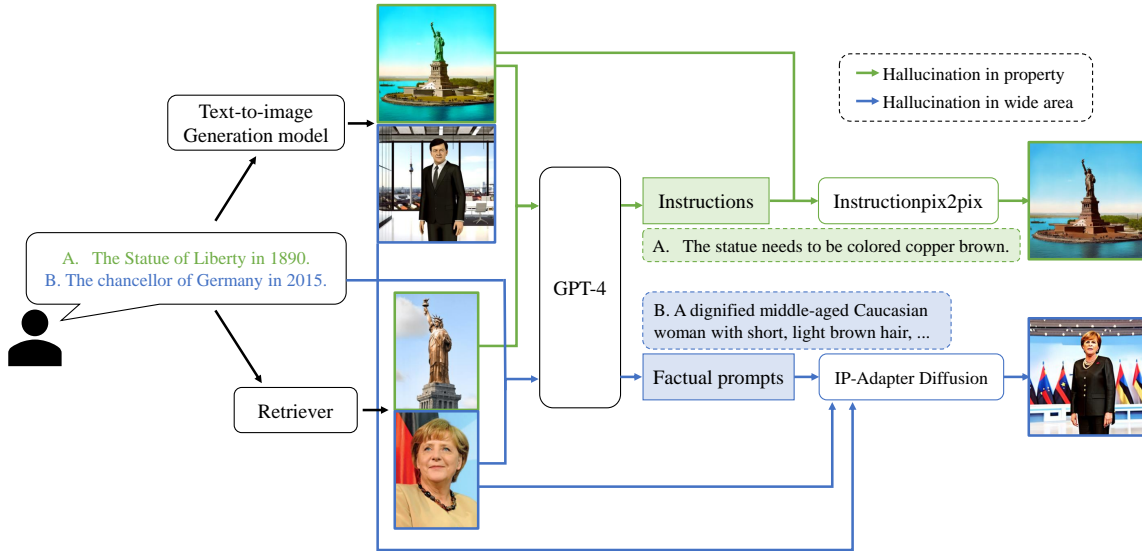 Text-to-image
Generation model
Hallucination in property
Hallucination in wide area
A. The Statue of Liberty in 1890.
B. The chancellor of Germany in 2015.
Retriever
GPT-4
Instructions
Instructionpix2pix
A. The statue needs to be colored copper brown.
B. A dignified middle-aged Caucasian
woman with short, light brown hair, ...
Factual prompts
IP-Adapter Diffusion